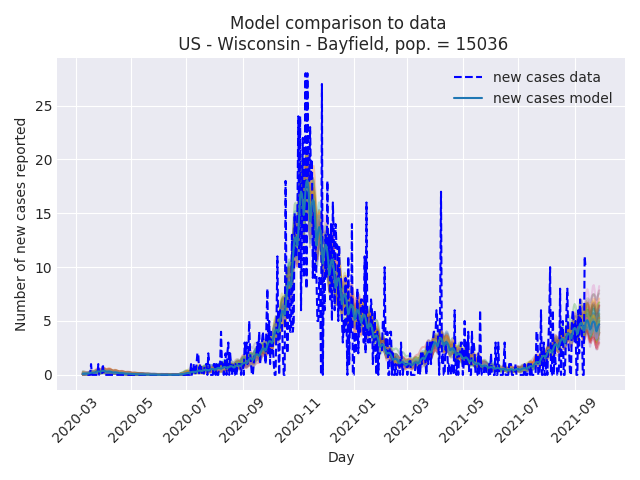 Model comparison to data
US - Wisconsin - Bayfield, pop. = 15036
new cases data
new cases model
Number of new cases reported
25
20
15
10
5
0
2020-03
2020-05
2020-07
2020-09
2020-11
2021-01
2021-03
2021-05
2021-07
2021-09
Day